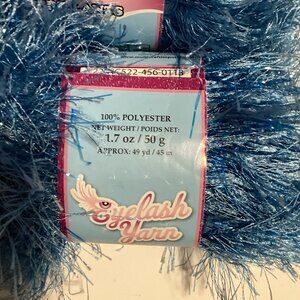 100% POLYESTER
NET WEIGHT / POIDS NET:
1.7 oz / 50 g
APPROX: 49 yd / 45 m
Eyelash
Yarn